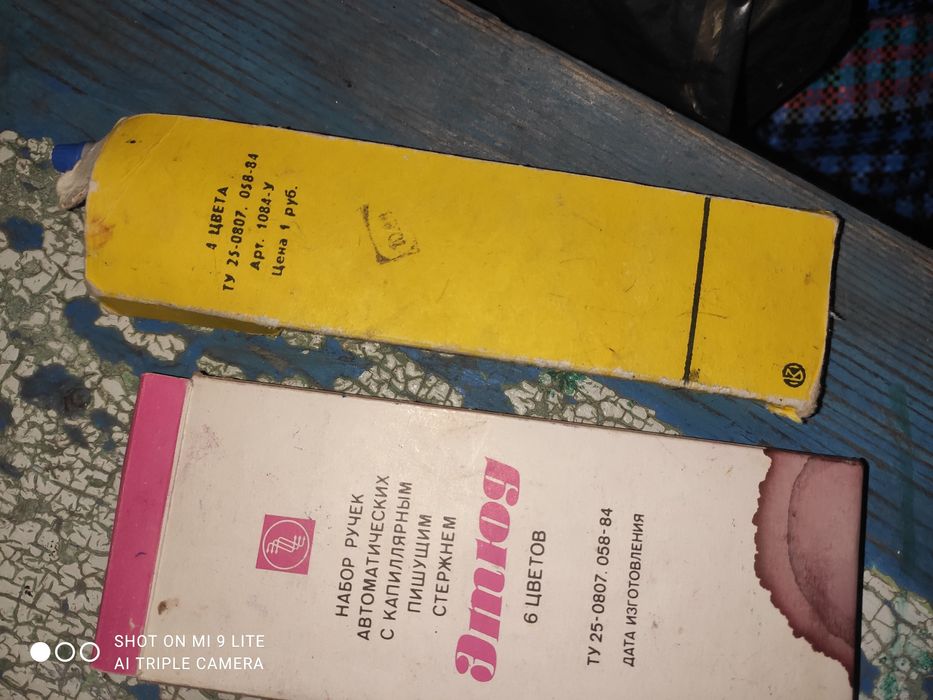 4 ЦВЕТА
ТУ 25-0807. 058-84
Арт. 1084-У
Цена 1 руб.
НАБОР РУЧЕК
АВТОМАТИЧЕСКИХ
С КАПИЛЛЯРНЫМ
ПИШУЩИМ
СТЕРЖНЕМ
Этюд
6 ЦВЕТОВ
ТУ 25-0807. 058-84
ДАТА ИЗГОТОВЛЕНИЯ
SHOT ON MI 9 LITE
AI TRIPLE CAMERA